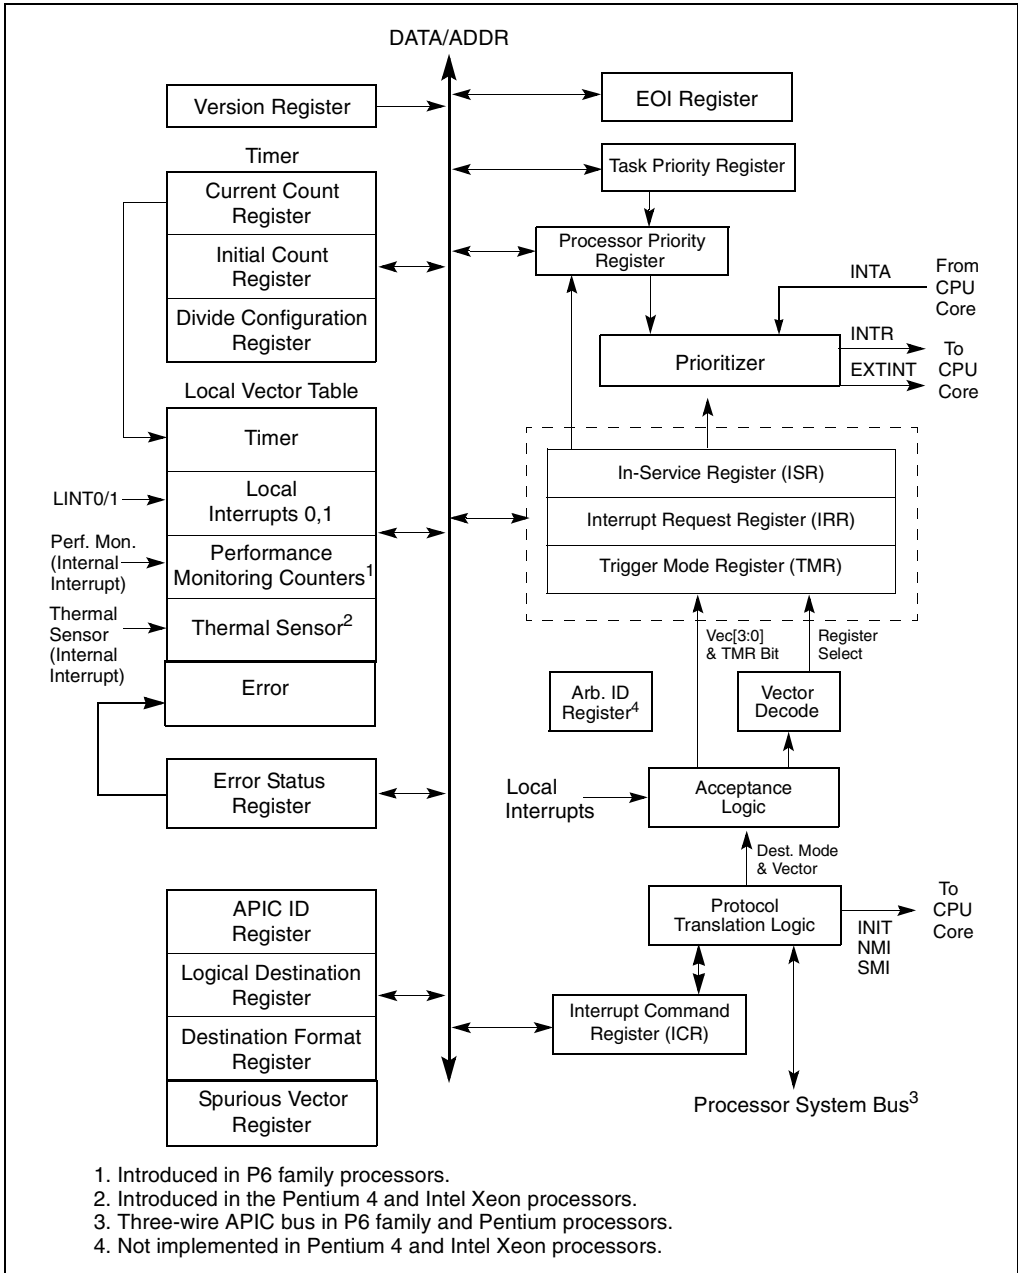 DATA/ADDR
Version Register
EOI Register
Timer
Current Count
Register
Initial Count
Register
Divide Configuration
Register
Task Priority Register
Processor Priority
Register
INTA
From
CPU
Core
Prioritizer
INTR
EXTINT
To
CPU
Core
Local Vector Table
Timer
Local
Interrupts 0,1
Performance
Monitoring Counters1
Thermal Sensor2
Error
LINT0/1
Perf. Mon.
(Internal
Interrupt)
Thermal
Sensor
(Internal
Interrupt)
In-Service Register (ISR)
Interrupt Request Register (IRR)
Trigger Mode Register (TMR)
Vec[3:0]
& TMR Bit
Register
Select
Arb. ID
Register4
Vector
Decode
Error Status
Register
Local
Interrupts
Acceptance
Logic
Dest. Mode
& Vector
Protocol
Translation Logic
INIT
NMI
SMI
To
CPU
Core
APIC ID
Register
Logical Destination
Register
Destination Format
Register
Spurious Vector
Register
Interrupt Command
Register (ICR)
Processor System Bus3
1. Introduced in P6 family processors.
2. Introduced in the Pentium 4 and Intel Xeon processors.
3. Three-wire APIC bus in P6 family and Pentium processors.
4. Not implemented in Pentium 4 and Intel Xeon processors.